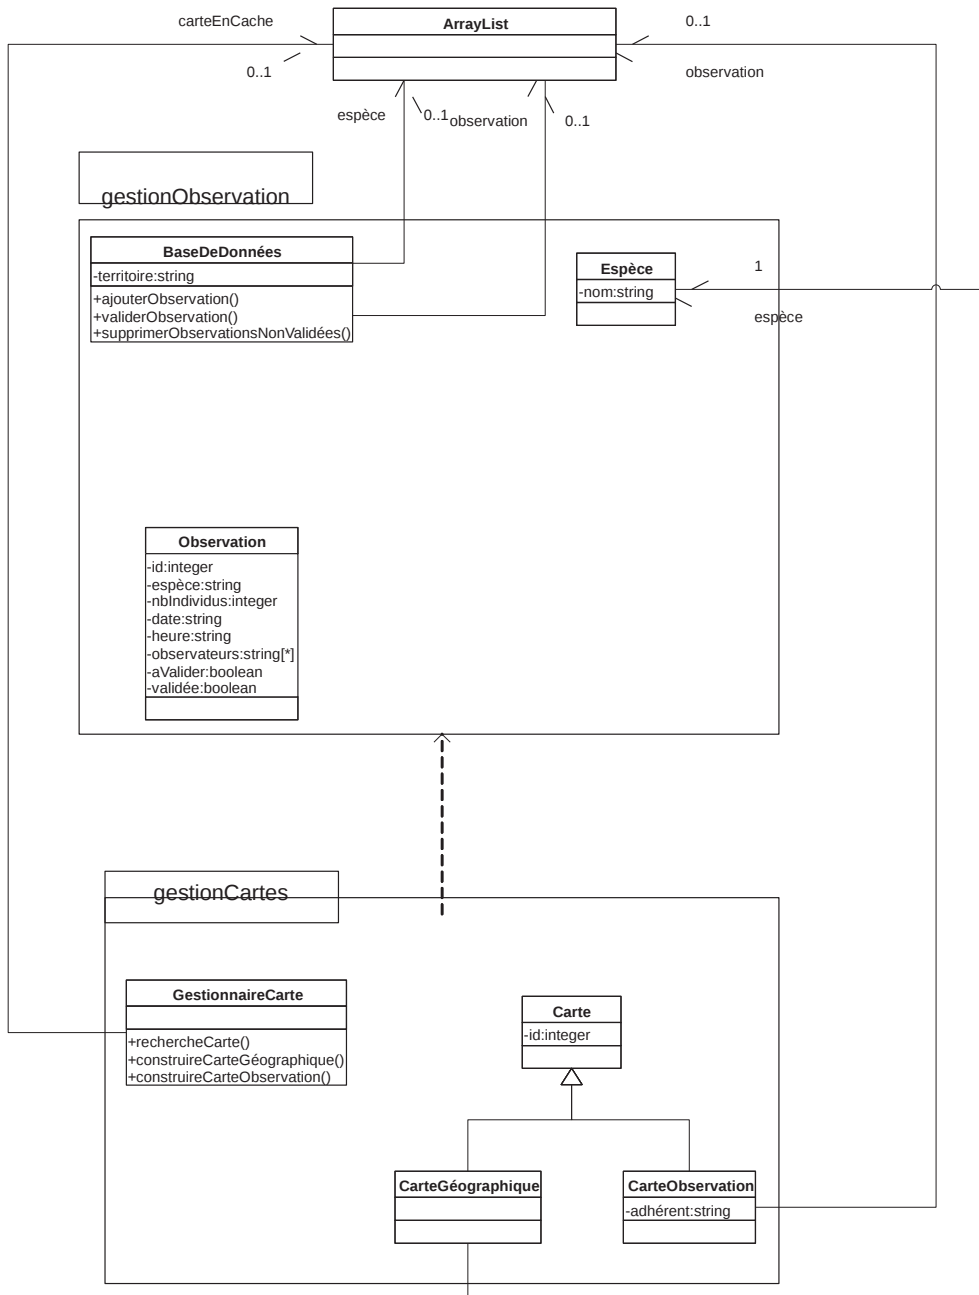 carteEnCache
ArrayList
0..1
0..1
observation
espèce
0..1
observation
0..1
gestionObservation
BaseDeDonnées
-territoire:string
+ajouterObservation()
+validerObservation()
+supprimerObservationsNonValidées()
Espèce
-nom:string
1
espèce
Observation
-id:integer
-espèce:string
-nbIndividus:integer
-date:string
-heure:string
-observateurs:string[*]
-aValider:boolean
-validée:boolean
gestionCartes
GestionnaireCarte
+rechercheCarte()
+construireCarteGéographique()
+construireCarteObservation()
Carte
-id:integer
CarteGéographique
CarteObservation
-adhérent:string